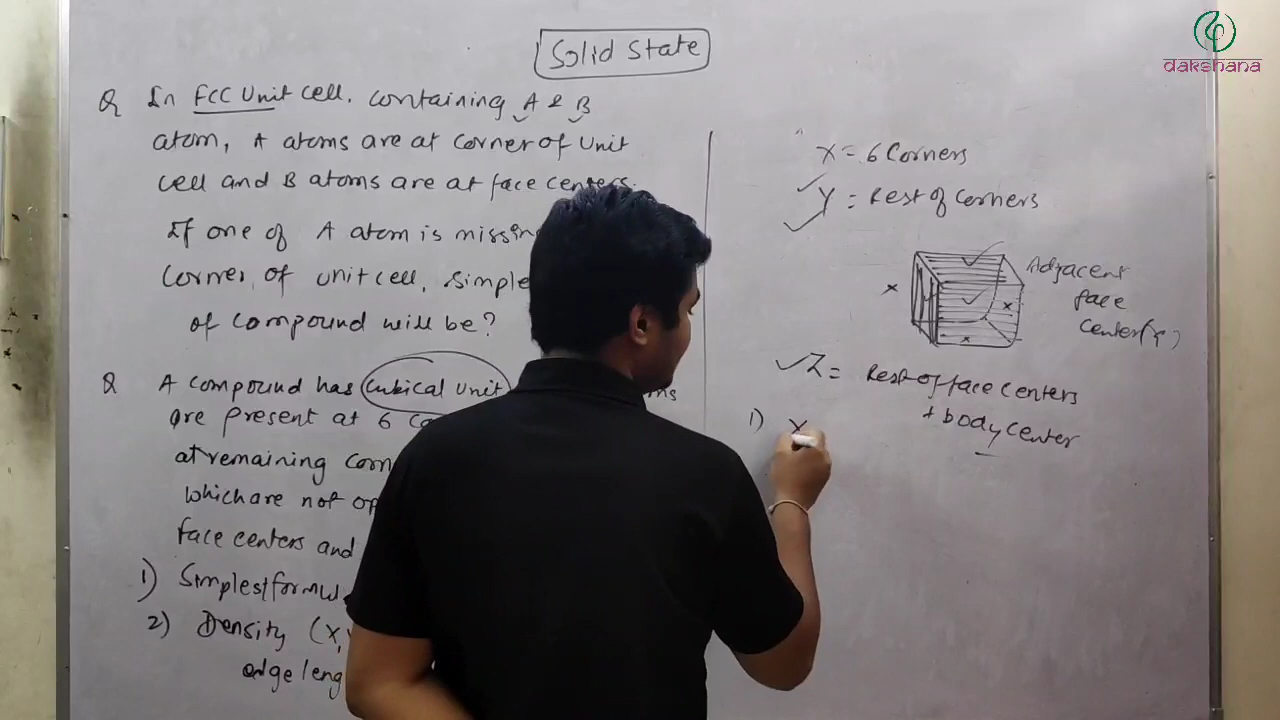 dakshana
Solid State
Q In FCC Unit cell. containing A & B
atom, A atoms are at corner of Unit
cell and B atoms are at face centers.
If one of A atom is missing
corner of unit cell, simple
of compound will be?
Q A compound has Cubical Unit
are present at 6
at remaining corn
which are not op
face centers and
1) Simplest formul
2) Density (X,
edge leng
X = 6 Corners
Y = Rest of Corners
Adjacent
face
center(Y)
Z = Rest of face centers
+ body center
1) X